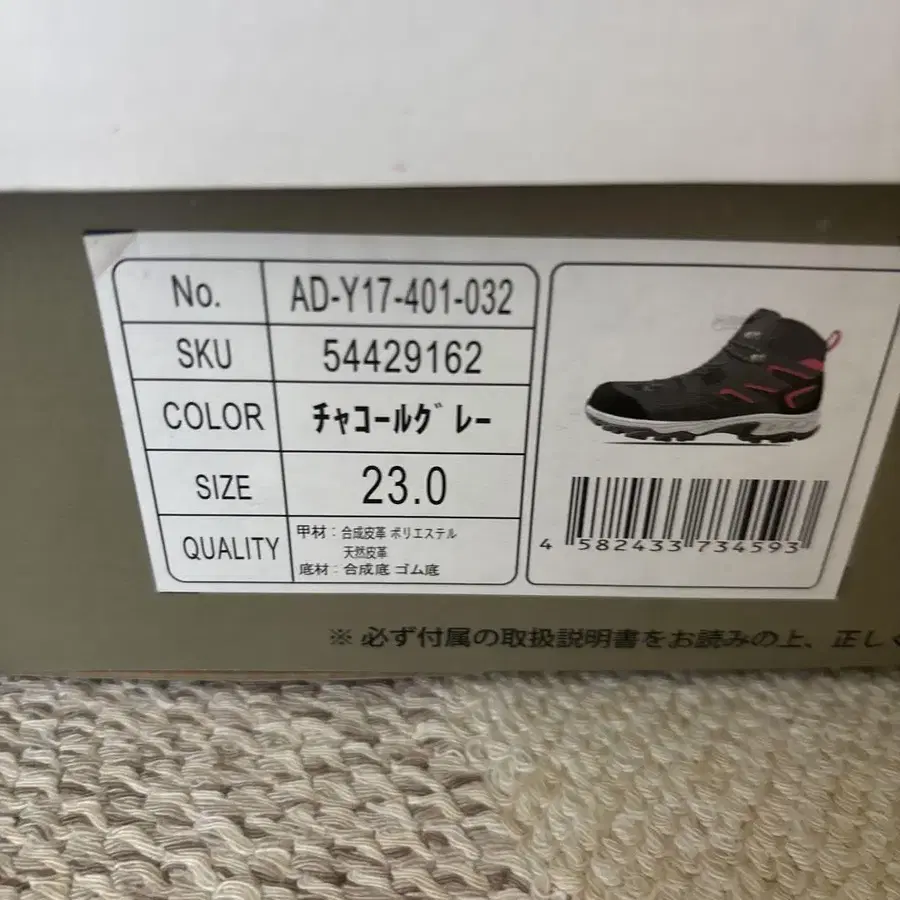 No. AD-Y17-401-032
SKU 54429162
COLOR ﾁｬｺｰﾙｸﾞﾚｰ
SIZE 23.0
QUALITY
甲材：合成皮革 ポリエステル
天然皮革
底材：合成底 ゴム底
4 582433 734593
※ 必ず付属の取扱説明書をお読みの上、正し